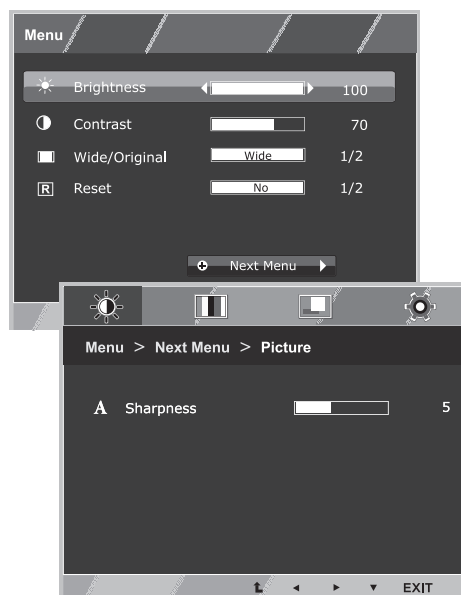 Menu
Brightness 100
Contrast 70
Wide/Original Wide 1/2
R Reset No 1/2
Next Menu
Menu > Next Menu > Picture
A Sharpness 5
EXIT